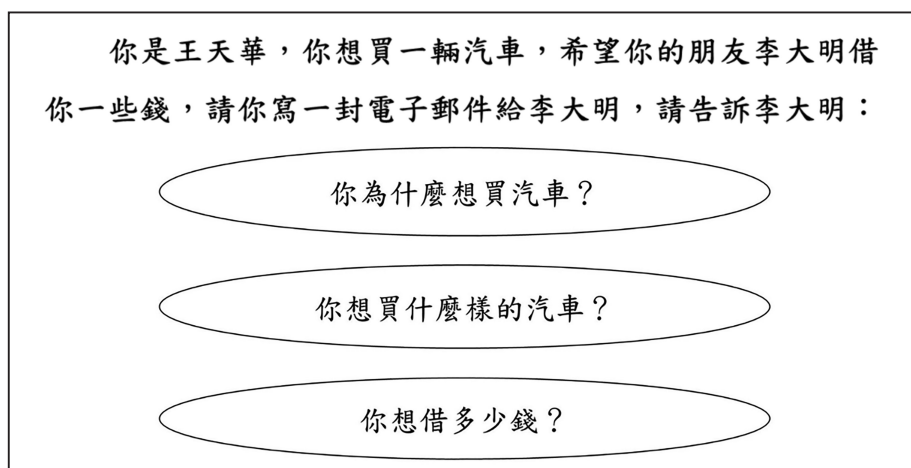 你是王天華，你想買一輛汽車，希望你的朋友李大明借
你一些錢，請你寫一封電子郵件給李大明，請告訴李大明：
你為什麼想買汽車？
你想買什麼樣的汽車？
你想借多少錢？